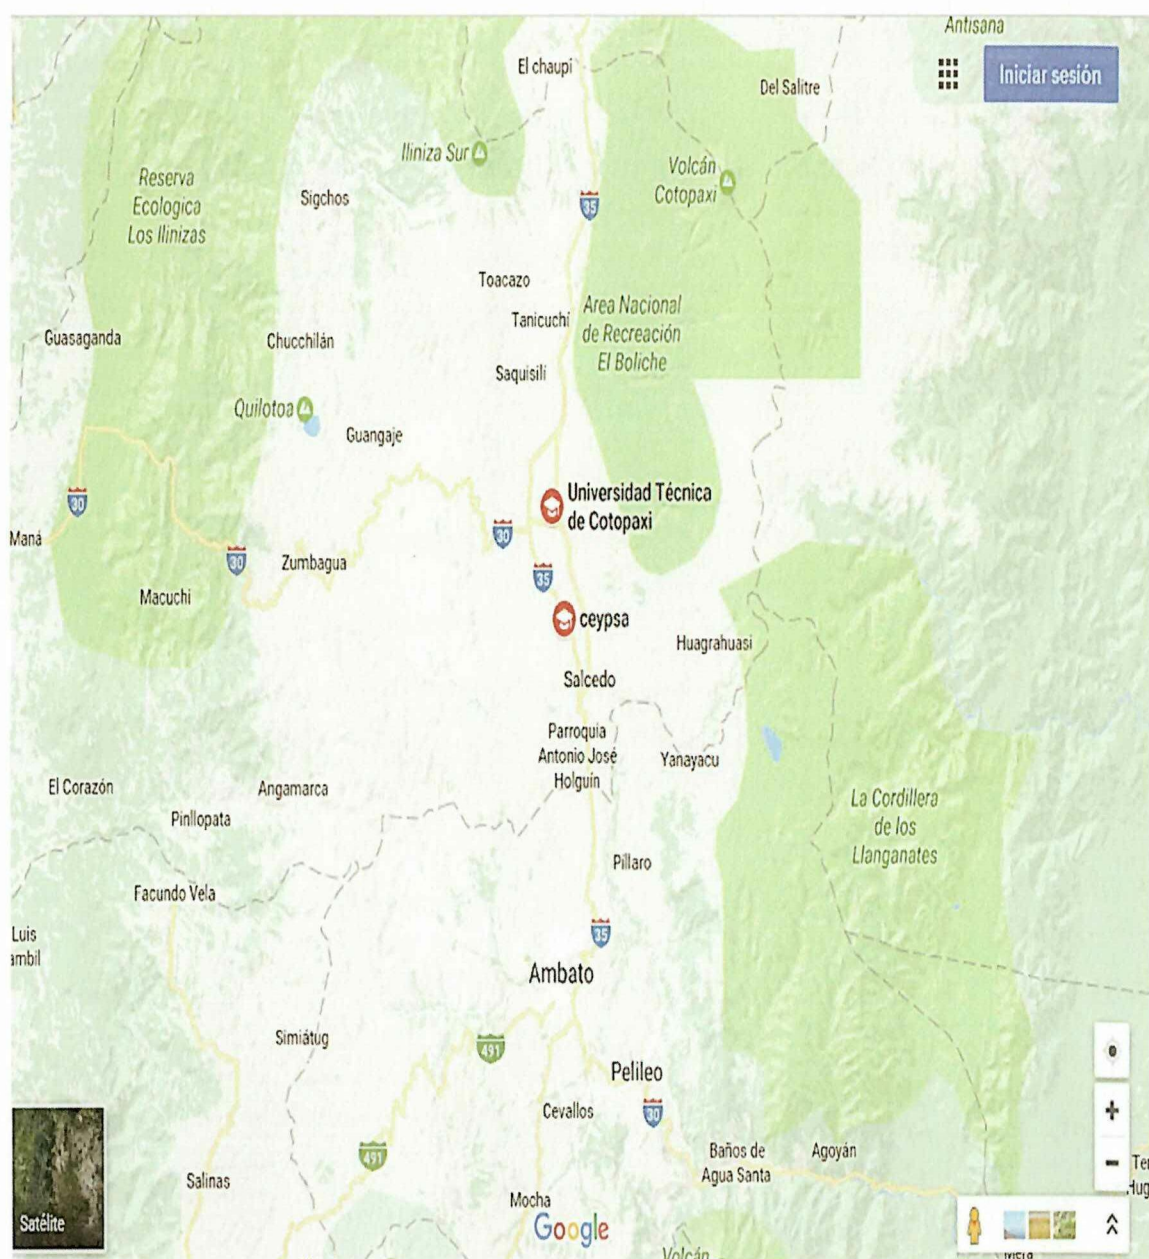 Antisana
Iniciar sesión
El chaupi
Del Salitre
Iliniza Sur
Volcán
Cotopaxi
Reserva
Ecologica
Los Ilinizas
Sigchos
35
Toacazo
Tanicuchí
Area Nacional
de Recreación
El Boliche
Guasaganda
Chucchilán
Saquisilí
Quilotoa
Guangaje
Universidad Técnica
de Cotopaxi
30
30
Maná
30
Zumbagua
35
Macuchi
ceypsa
Huagrahuasi
Salcedo
Parroquia
Antonio José
Holguín
Yanayacu
El Corazón
Angamarca
Pinllopata
La Cordillera
de los
Llanganates
Píllaro
Facundo Vela
Luis
ambil
35
Ambato
Simiátug
491
Pelileo
Cevallos
30
491
Baños de
Agua Santa
Agoyán
Salinas
Satélite
Mocha
Google
Volcán
Mera